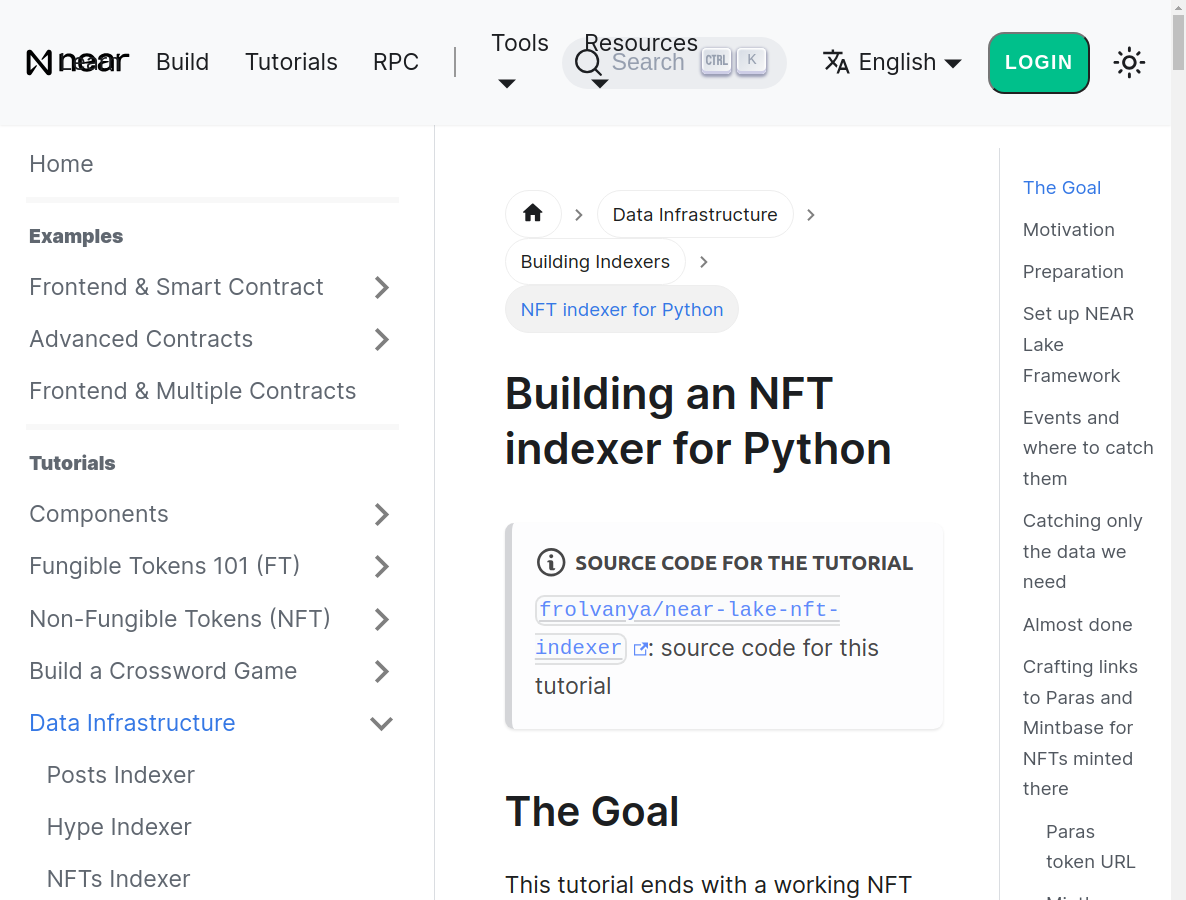 near
Learn
Build
Tutorials
RPC
Tools
Resources
Search
CTRL
K
English
LOGIN
Home
Examples
Frontend & Smart Contract
Advanced Contracts
Frontend & Multiple Contracts
Tutorials
Components
Fungible Tokens 101 (FT)
Non-Fungible Tokens (NFT)
Build a Crossword Game
Data Infrastructure
Posts Indexer
Hype Indexer
NFTs Indexer
Data Infrastructure
Building Indexers
NFT indexer for Python
Building an NFT
indexer for Python
SOURCE CODE FOR THE TUTORIAL
frolvanya/near-lake-nft-
indexer : source code for this
tutorial
The Goal
This tutorial ends with a working NFT
The Goal
Motivation
Preparation
Set up NEAR
Lake
Framework
Events and
where to catch
them
Catching only
the data we
need
Almost done
Crafting links
to Paras and
Mintbase for
NFTs minted
there
Paras
token URL